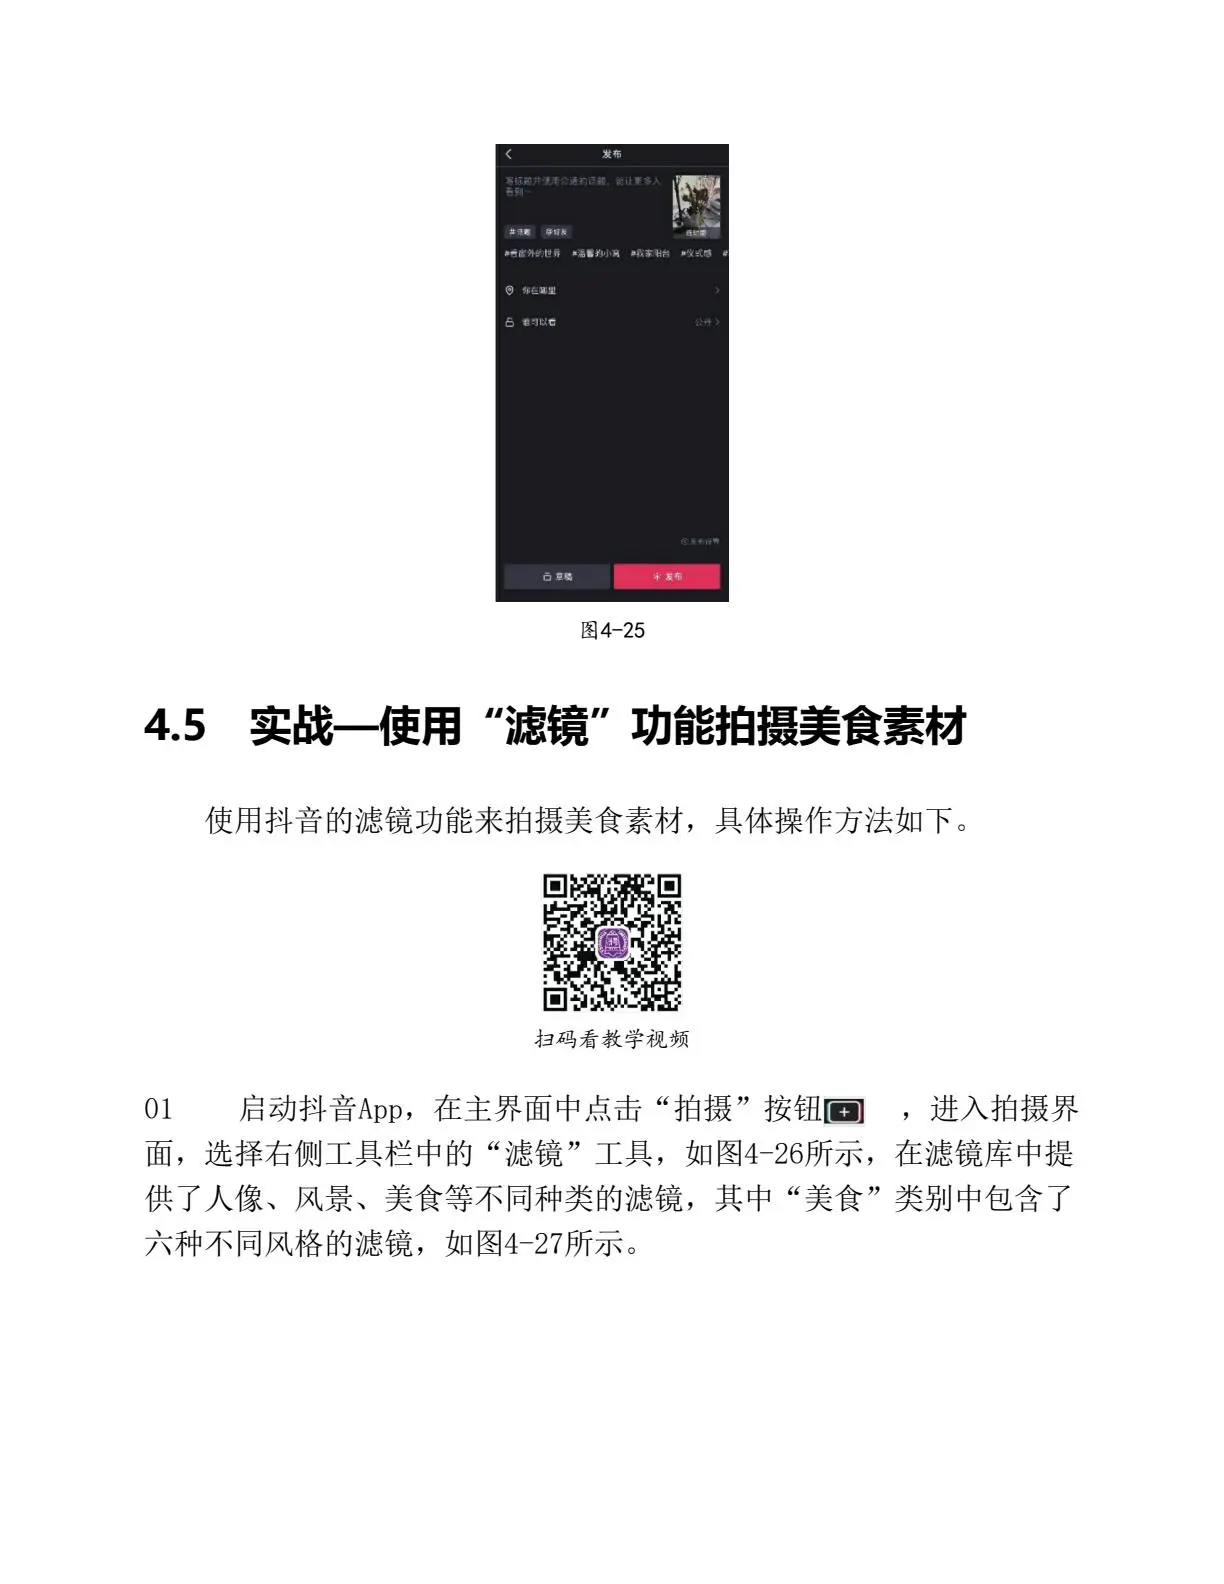 发布
写标题并使用合适的话题，能让更多人
看到~
#话题 @好友
选封面
#看窗外的世界 #温馨的小窝 #我家阳台 #仪式感 #
你在哪里
谁可以看 公开
发布设置
草稿 发布
图4-25
4.5 实战—使用“滤镜”功能拍摄美食素材
使用抖音的滤镜功能来拍摄美食素材，具体操作方法如下。
扫码看教学视频
01 启动抖音App，在主界面中点击“拍摄”按钮 ，进入拍摄界
面，选择右侧工具栏中的“滤镜”工具，如图4-26所示，在滤镜库中提
供了人像、风景、美食等不同种类的滤镜，其中“美食”类别中包含了
六种不同风格的滤镜，如图4-27所示。